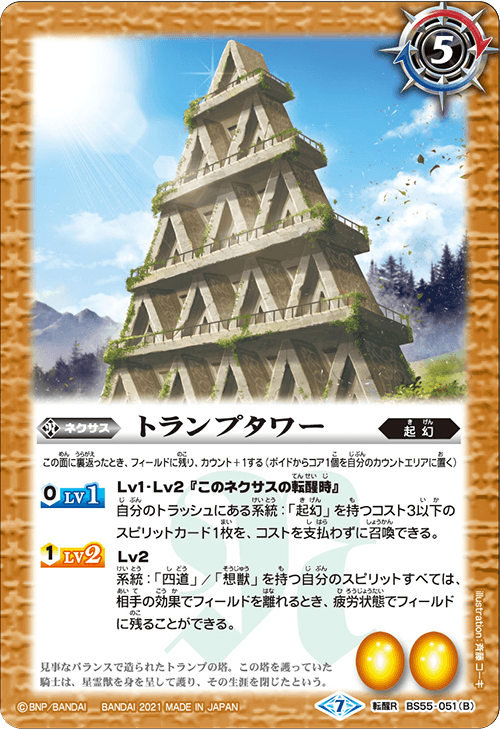 5
ネクサス
トランプタワー
起幻
この面に裏返ったとき、フィールドに残り、カウント+1する(ボイドからコア1個を自分のカウントエリアに置く)
0 LV1
Lv1・Lv2『このネクサスの転醒時』
自分のトラッシュにある系統:「起幻」を持つコスト3以下の
スピリットカード1枚を、コストを支払わずに召喚できる。
1 LV2
Lv2
系統:「四道」/「想獣」を持つ自分のスピリットすべては、
相手の効果でフィールドを離れるとき、疲労状態でフィールド
に残ることができる。
見事なバランスで造られたトランプの塔。この塔を護っていた
騎士は、星霊獣を身を呈して護り、その生涯を閉じたという。
Illustration:斉藤コーキ
©BNP/BANDAI BANDAI 2021 MADE IN JAPAN
7
転醒R BS55-051(B)